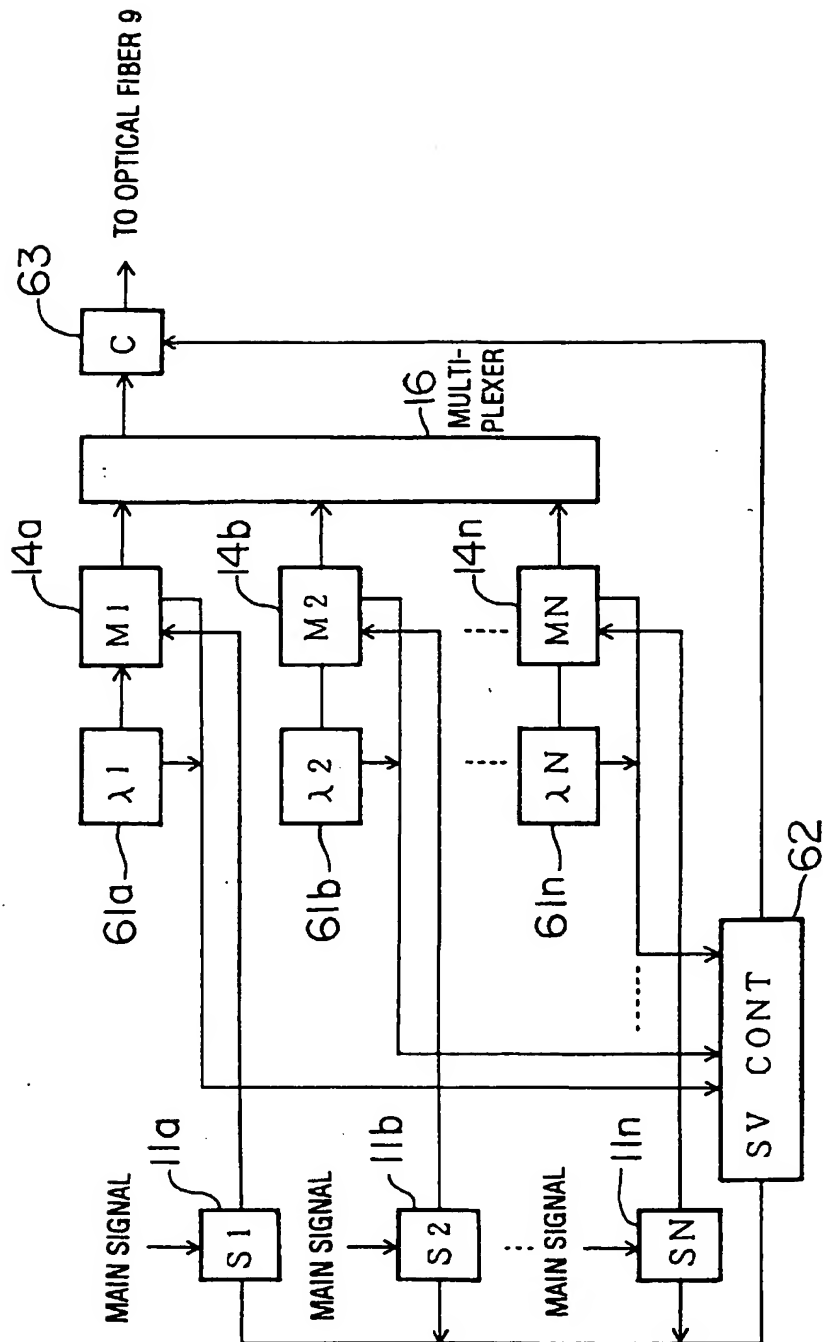 TO OPTICAL FIBER 9
63
C
16
MULTI-
PLEXER
14a
M1
14b
M2
14n
MN
λ1
61a
λ2
61b
λN
61n
62
SV CONT
MAIN SIGNAL
11a
S1
MAIN SIGNAL
11b
S2
MAIN SIGNAL
11n
SN